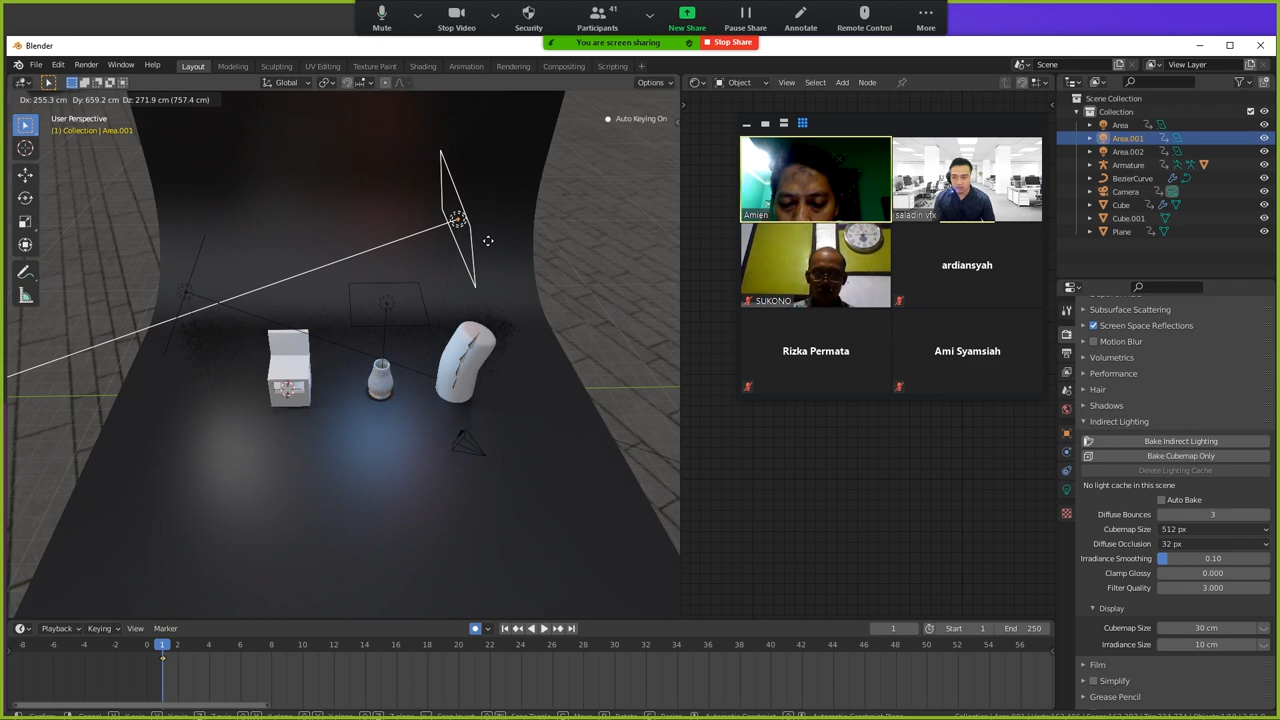 41
Mute
Stop Video
Security
Participants
New Share
Pause Share
Annotate
Remote Control
More
You are screen sharing
Stop Share
Blender
File Edit Render Window Help
Layout Modeling Sculpting UV Editing Texture Paint Shading Animation Rendering Compositing Scripting +
Scene
View Layer
Global
Options
Object View Select Add Node
Dx: 255.3 cm Dy: 659.2 cm Dz: 271.9 cm (757.4 cm)
User Perspective
(1) Collection | Area.001
Auto Keying On
Scene Collection
Collection
Area
Area.001
Area.002
Armature
BezierCurve
Camera
Cube
Cube.001
Plane
Amien
saladin vfx
SUKONO
ardiansyah
Rizka Permata
Ami Syamsiah
Subsurface Scattering
Screen Space Reflections
Motion Blur
Volumetrics
Performance
Hair
Shadows
Indirect Lighting
Bake Indirect Lighting
Bake Cubemap Only
Delete Lighting Cache
No light cache in this scene
Auto Bake
Diffuse Bounces 3
Cubemap Size 512 px
Diffuse Occlusion 32 px
Irradiance Smoothing 0.10
Clamp Glossy 0.000
Filter Quality 3.000
Display
Cubemap Size 30 cm
Irradiance Size 10 cm
Film
Simplify
Grease Pencil
Playback Keying View Marker
1
Start 1
End 250
-8 -6 -4 -2 0 1 2 4 6 8 10 12 14 16 18 20 22 24 26 28 30 32 34 36 38 40 42 44 46 48 50 52 54 56